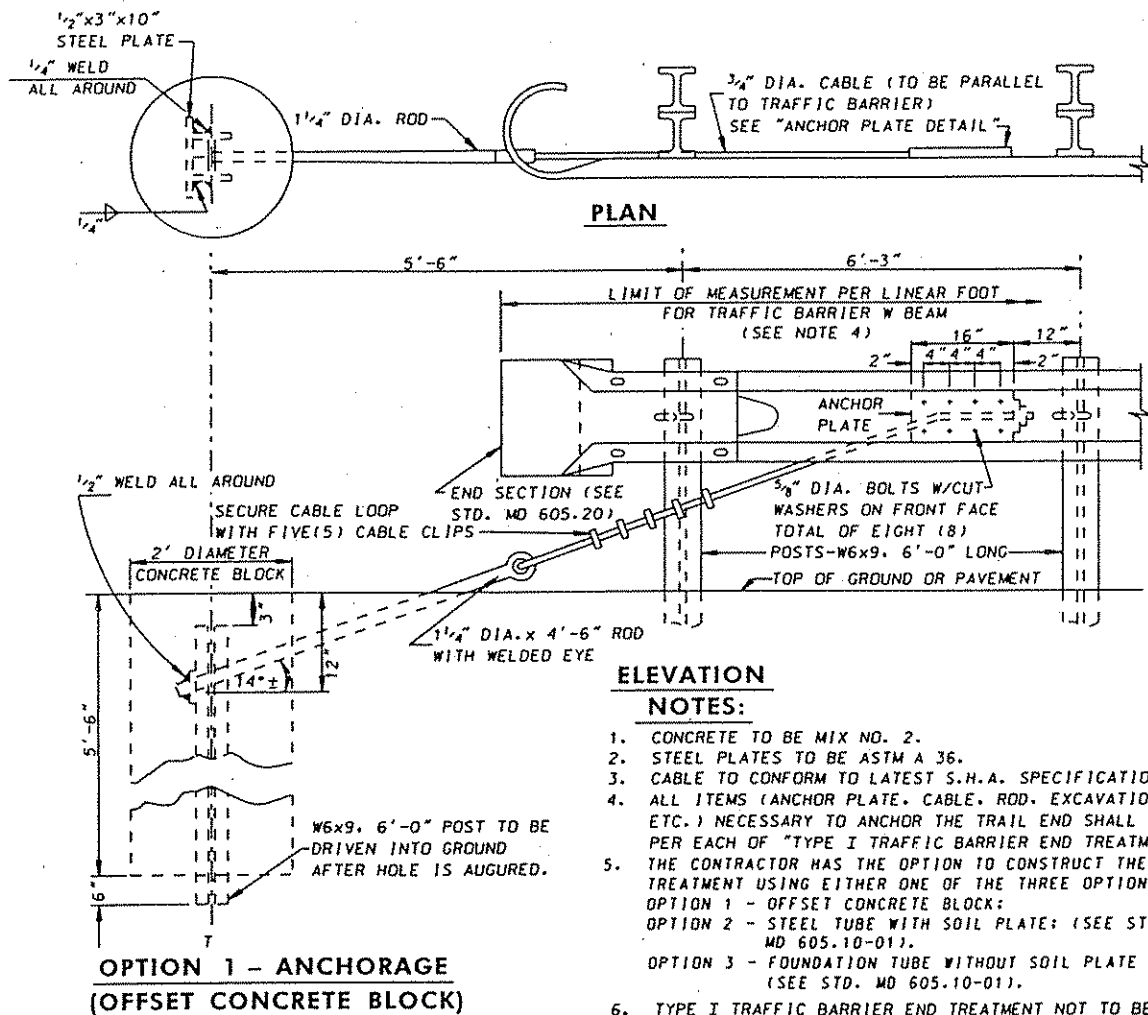 1/2"x3"x10"
STEEL PLATE
1/4" WELD
ALL AROUND
1 1/4" DIA. ROD
3/4" DIA. CABLE (TO BE PARALLEL
TO TRAFFIC BARRIER)
SEE "ANCHOR PLATE DETAIL"
1/4"
PLAN
5'-6"
6'-3"
LIMIT OF MEASUREMENT PER LINEAR FOOT
FOR TRAFFIC BARRIER W BEAM
(SEE NOTE 4)
16"
12"
2"
4" 4" 4"
2"
ANCHOR
PLATE
1/2" WELD ALL AROUND
END SECTION (SEE
STD. MD 605.20)
SECURE CABLE LOOP
WITH FIVE(5) CABLE CLIPS
5/8" DIA. BOLTS W/CUT
WASHERS ON FRONT FACE
TOTAL OF EIGHT (8)
2' DIAMETER
CONCRETE BLOCK
POSTS-W6x9, 6'-0" LONG
TOP OF GROUND OR PAVEMENT
3"
12"
14° ±
1 1/4" DIA. x 4'-6" ROD
WITH WELDED EYE
5'-6"
6"
W6x9, 6'-0" POST TO BE
DRIVEN INTO GROUND
AFTER HOLE IS AUGURED.
T
OPTION 1 - ANCHORAGE
(OFFSET CONCRETE BLOCK)
ELEVATION
NOTES:
1. CONCRETE TO BE MIX NO. 2.
2. STEEL PLATES TO BE ASTM A 36.
3. CABLE TO CONFORM TO LATEST S.H.A. SPECIFICATIO
4. ALL ITEMS (ANCHOR PLATE, CABLE, ROD, EXCAVATIO
ETC.) NECESSARY TO ANCHOR THE TRAIL END SHALL
PER EACH OF "TYPE I TRAFFIC BARRIER END TREATM
5. THE CONTRACTOR HAS THE OPTION TO CONSTRUCT THE
TREATMENT USING EITHER ONE OF THE THREE OPTION
OPTION 1 - OFFSET CONCRETE BLOCK:
OPTION 2 - STEEL TUBE WITH SOIL PLATE: (SEE ST
MD 605.10-01).
OPTION 3 - FOUNDATION TUBE WITHOUT SOIL PLATE
(SEE STD. MD 605.10-01).
6. TYPE I TRAFFIC BARRIER END TREATMENT NOT TO BE